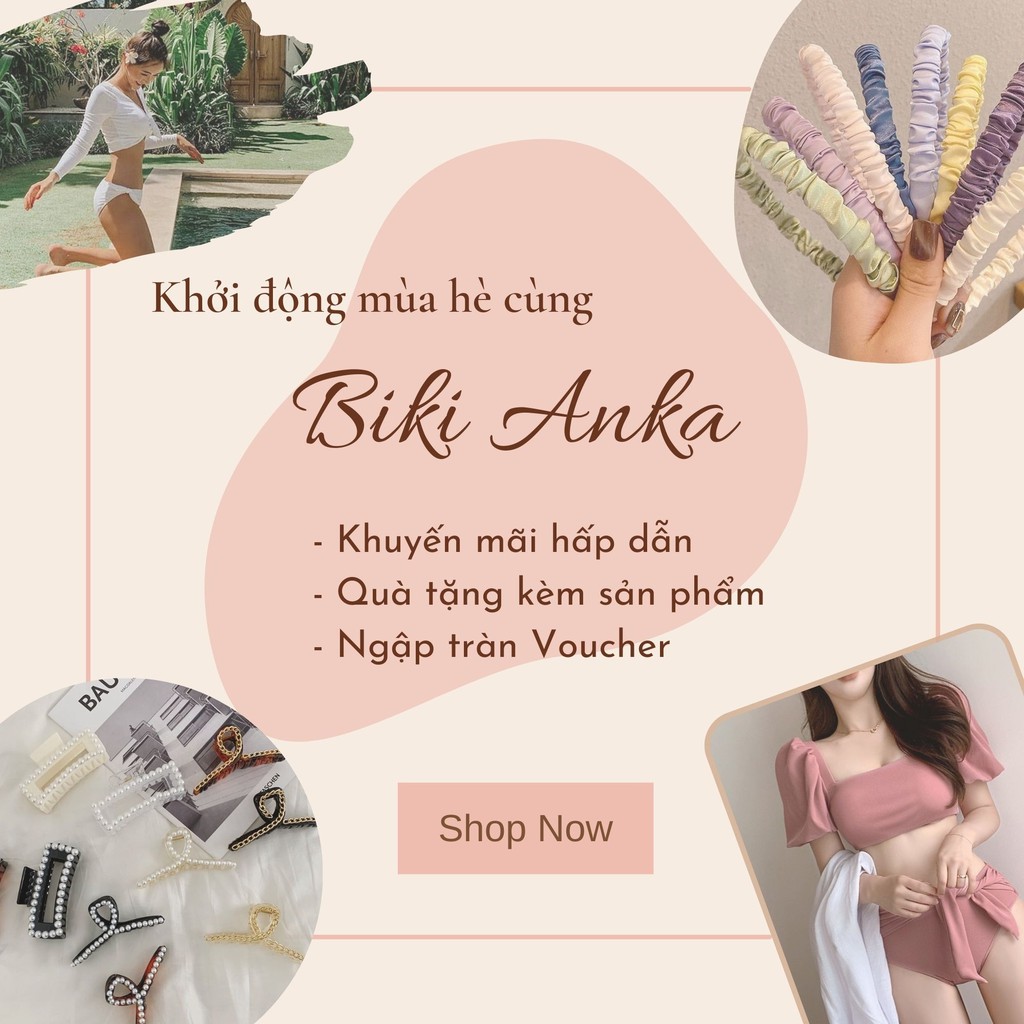 Khởi động mùa hè cùng
Biki Anka
- Khuyến mãi hấp dẫn
- Quà tặng kèm sản phẩm
- Ngập tràn Voucher
BAU
Shop Now